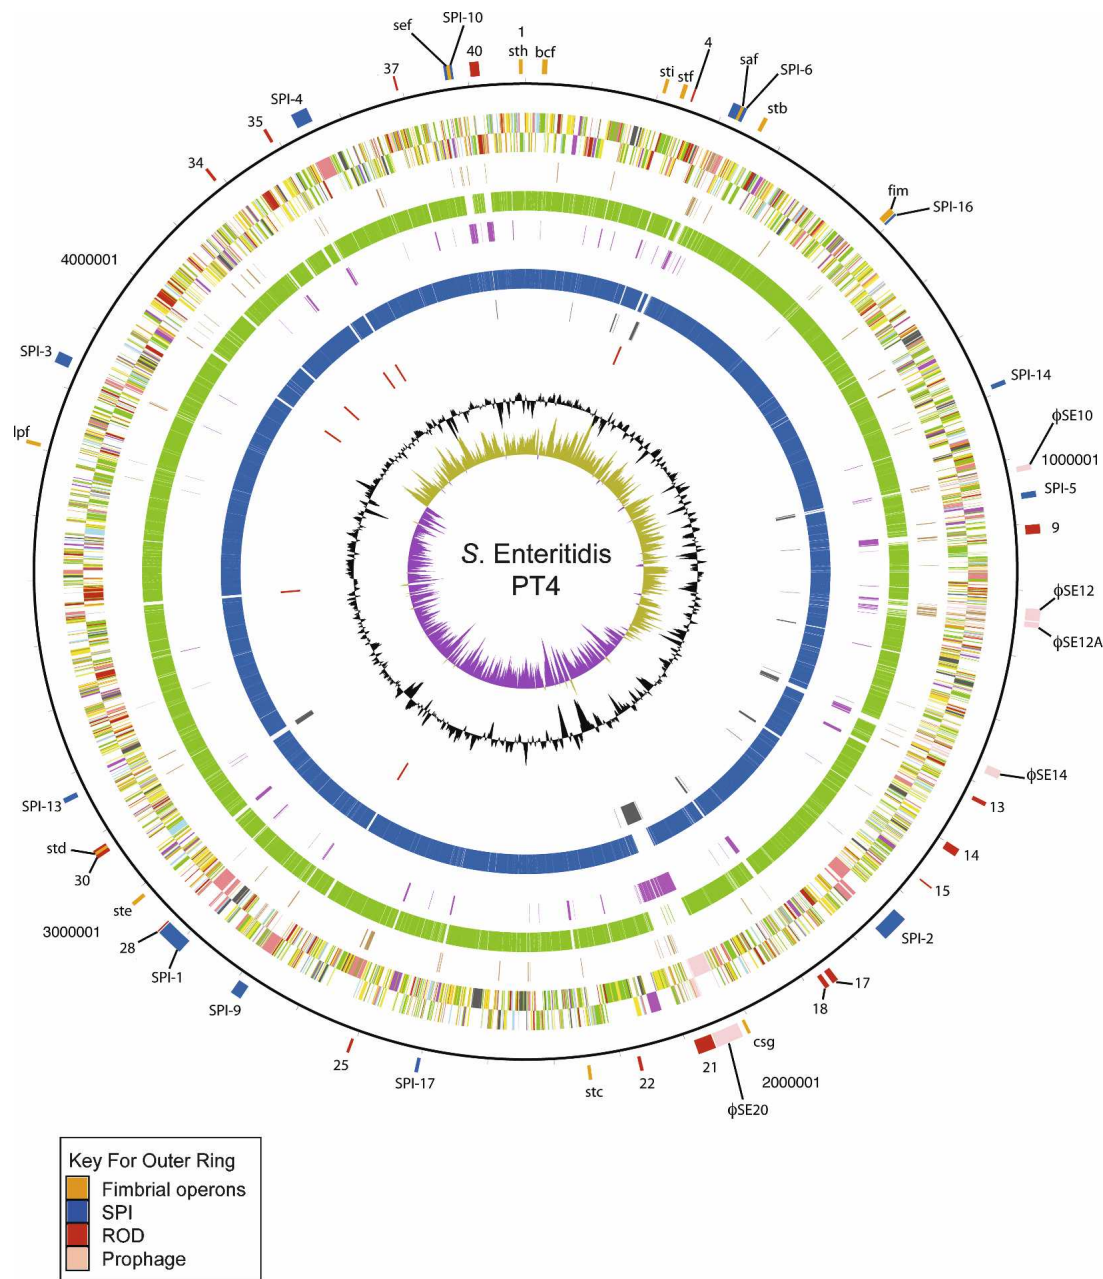 SPI-10
sef
1
40
sth
bcf
37
SPI-4
35
34
4000001
SPI-3
lpf
4
sti
stf
saf
SPI-6
stb
fim
SPI-16
SPI-14
ϕSE10
1000001
SPI-5
9
ϕSE12
ϕSE12A
S. Enteritidis
PT4
ϕSE14
13
14
15
SPI-2
17
18
csg
2000001
21
ϕSE20
22
stc
SPI-17
25
SPI-9
SPI-1
28
3000001
ste
30
std
SPI-13
Key For Outer Ring
Fimbrial operons
SPI
ROD
Prophage